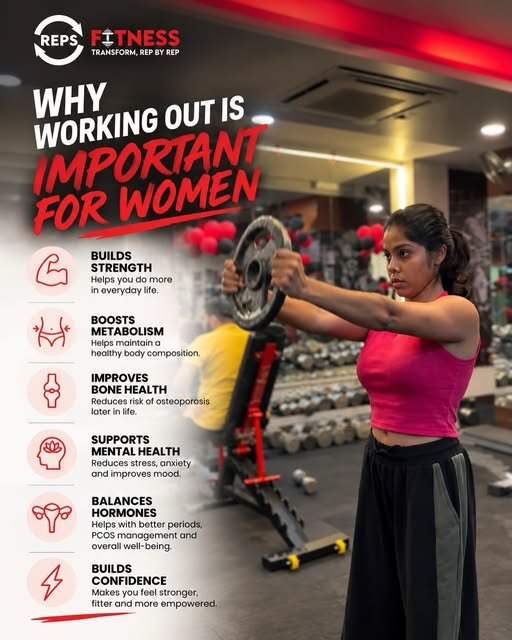 REPS FITNESS
TRANSFORM, REP BY REP
WHY
WORKING OUT IS
IMPORTANT
FOR WOMEN
BUILDS
STRENGTH
Helps you do more
in everyday life.
BOOSTS
METABOLISM
Helps maintain a
healthy body composition.
IMPROVES
BONE HEALTH
Reduces risk of osteoporosis
later in life.
SUPPORTS
MENTAL HEALTH
Reduces stress, anxiety
and improves mood.
BALANCES
HORMONES
Helps with better periods,
PCOS management and
overall well-being.
BUILDS
CONFIDENCE
Makes you feel stronger,
fitter and more empowered.